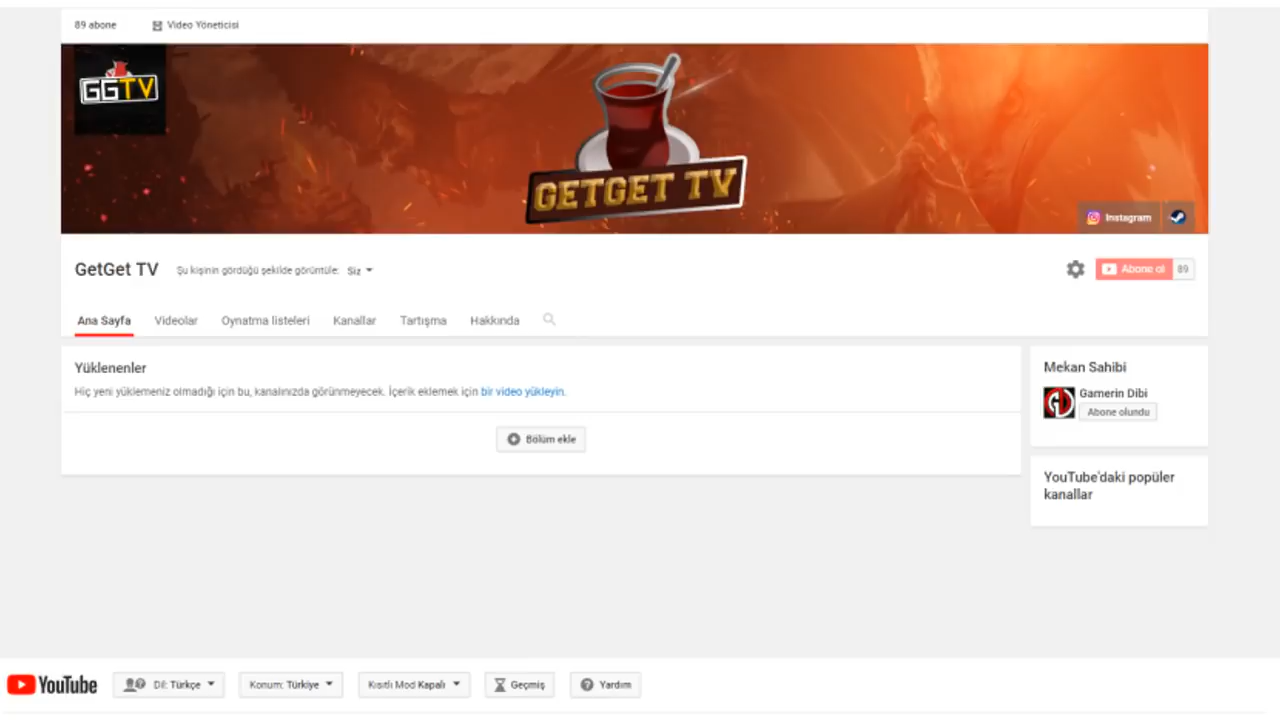 89 abone Video Yöneticisi
GGTV
GETGET TV
Instagram
GetGet TV Şu kişinin gördüğü şekilde görüntüle: Siz
Abone ol 89
Ana Sayfa Videolar Oynatma listeleri Kanallar Tartışma Hakkında
Yüklenenler
Hiç yeni yüklemeniz olmadığı için bu, kanalınızda görünmeyecek. İçerik eklemek için bir video yükleyin.
Bölüm ekle
Mekan Sahibi
GD
Gamerin Dibi
Abone olundu
YouTube'daki popüler
kanallar
YouTube Dil: Türkçe Konum: Türkiye Kısıtlı Mod Kapalı Geçmiş Yardım